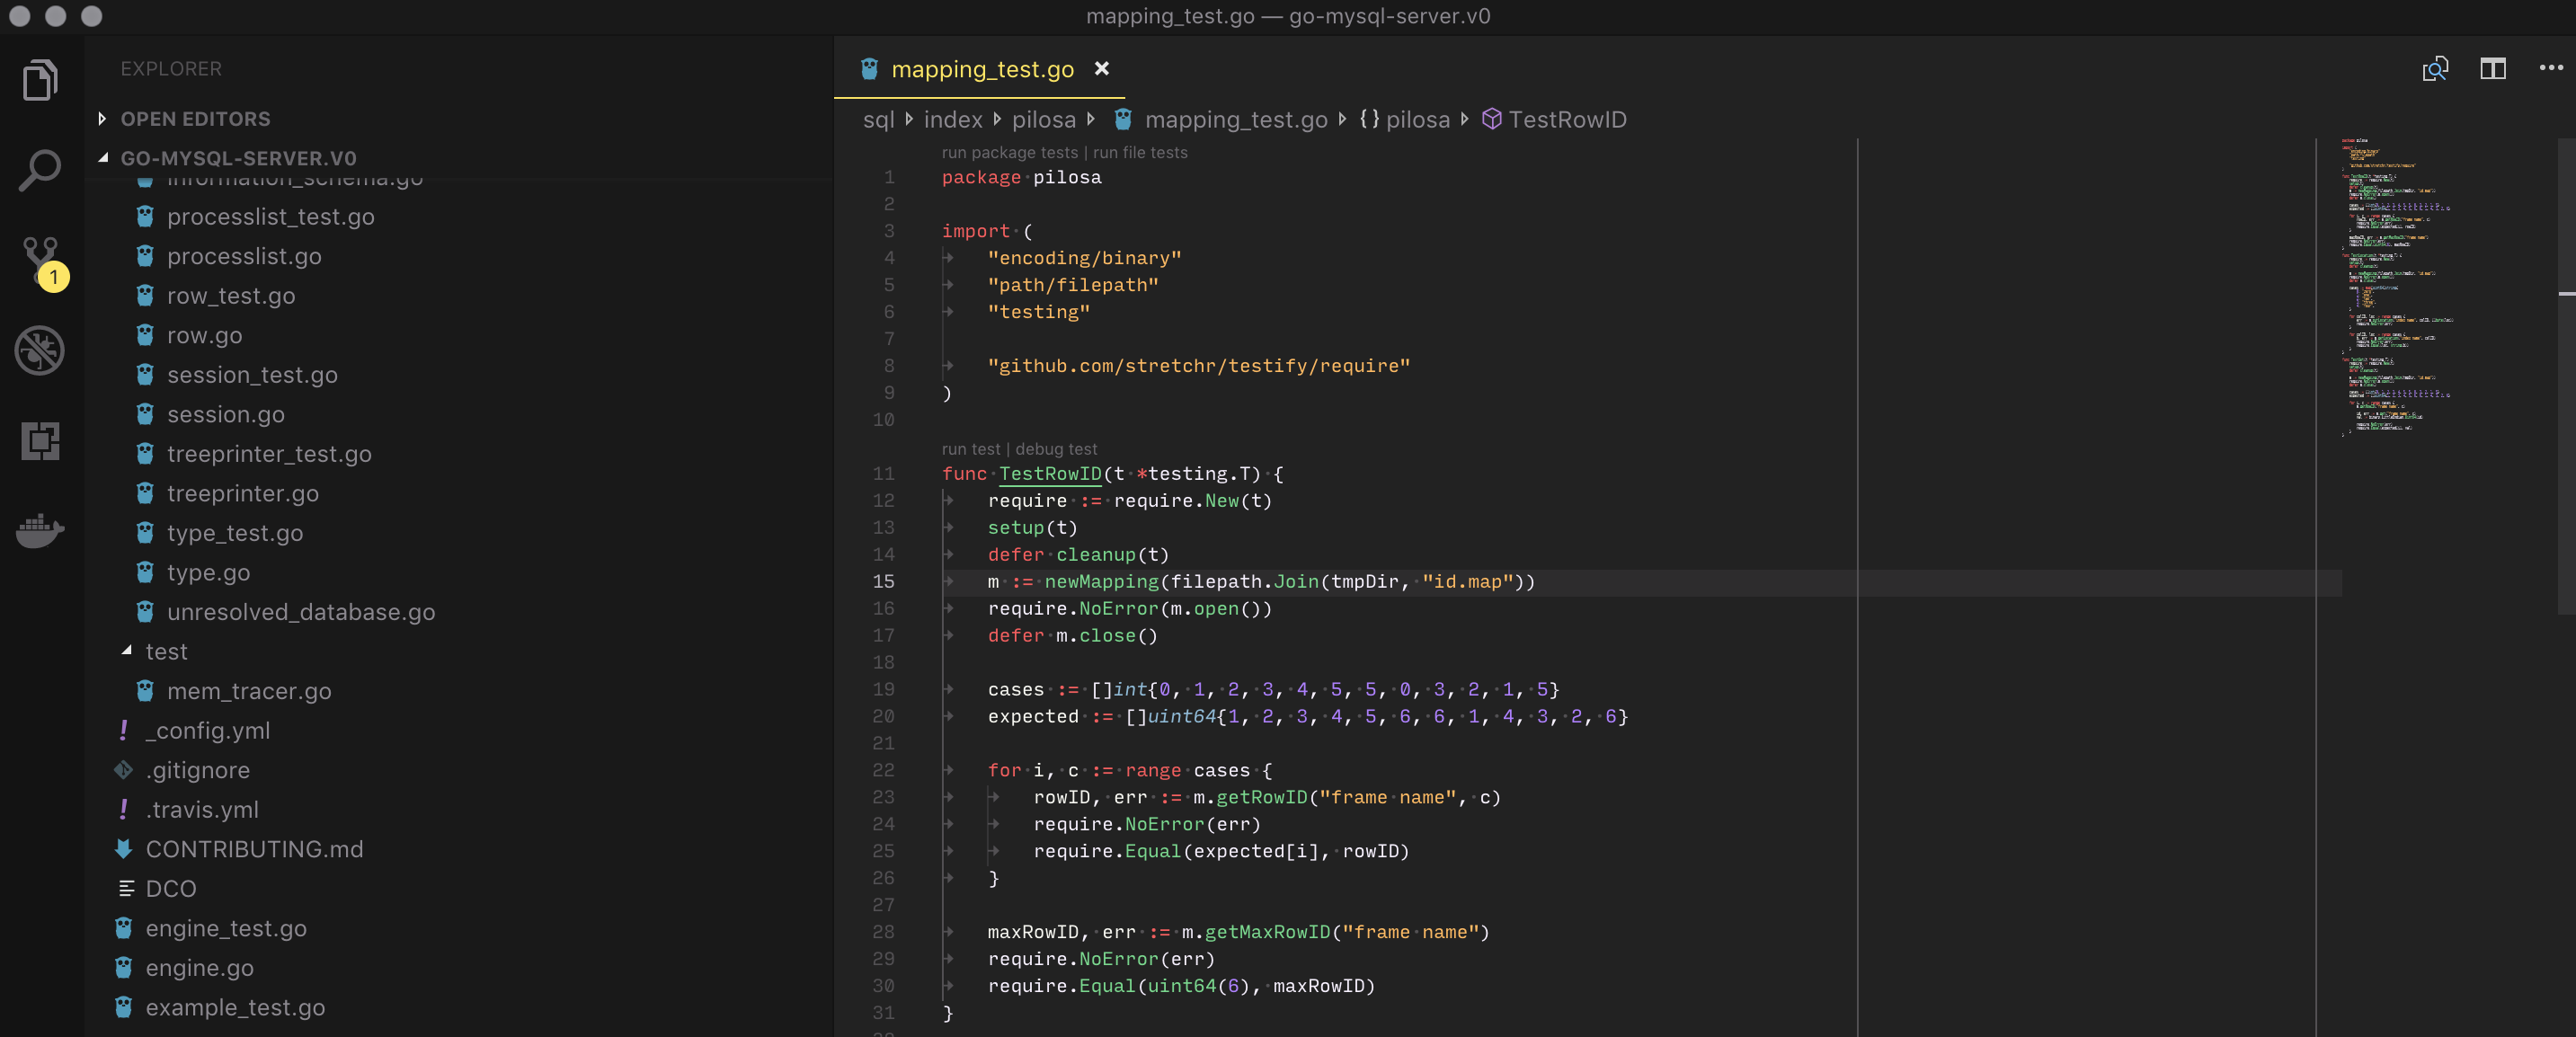 mapping_test.go — go-mysql-server.v0
EXPLORER
OPEN EDITORS
GO-MYSQL-SERVER.V0
information_schema.go
processlist_test.go
processlist.go
row_test.go
row.go
session_test.go
session.go
treeprinter_test.go
treeprinter.go
type_test.go
type.go
unresolved_database.go
test
mem_tracer.go
_config.yml
.gitignore
.travis.yml
CONTRIBUTING.md
DCO
engine_test.go
engine.go
example_test.go
1
mapping_test.go
sql index pilosa mapping_test.go {} pilosa TestRowID
run package tests | run file tests
1 package pilosa
2
3 import (
4 "encoding/binary"
5 "path/filepath"
6 "testing"
7
8 "github.com/stretchr/testify/require"
9 )
10
run test | debug test
11 func TestRowID(t *testing.T) {
12 require := require.New(t)
13 setup(t)
14 defer cleanup(t)
15 m := newMapping(filepath.Join(tmpDir, "id.map"))
16 require.NoError(m.open())
17 defer m.close()
18
19 cases := []int{0, 1, 2, 3, 4, 5, 5, 0, 3, 2, 1, 5}
20 expected := []uint64{1, 2, 3, 4, 5, 6, 6, 1, 4, 3, 2, 6}
21
22 for i, c := range cases {
23 rowID, err := m.getRowID("frame name", c)
24 require.NoError(err)
25 require.Equal(expected[i], rowID)
26 }
27
28 maxRowID, err := m.getMaxRowID("frame name")
29 require.NoError(err)
30 require.Equal(uint64(6), maxRowID)
31 }